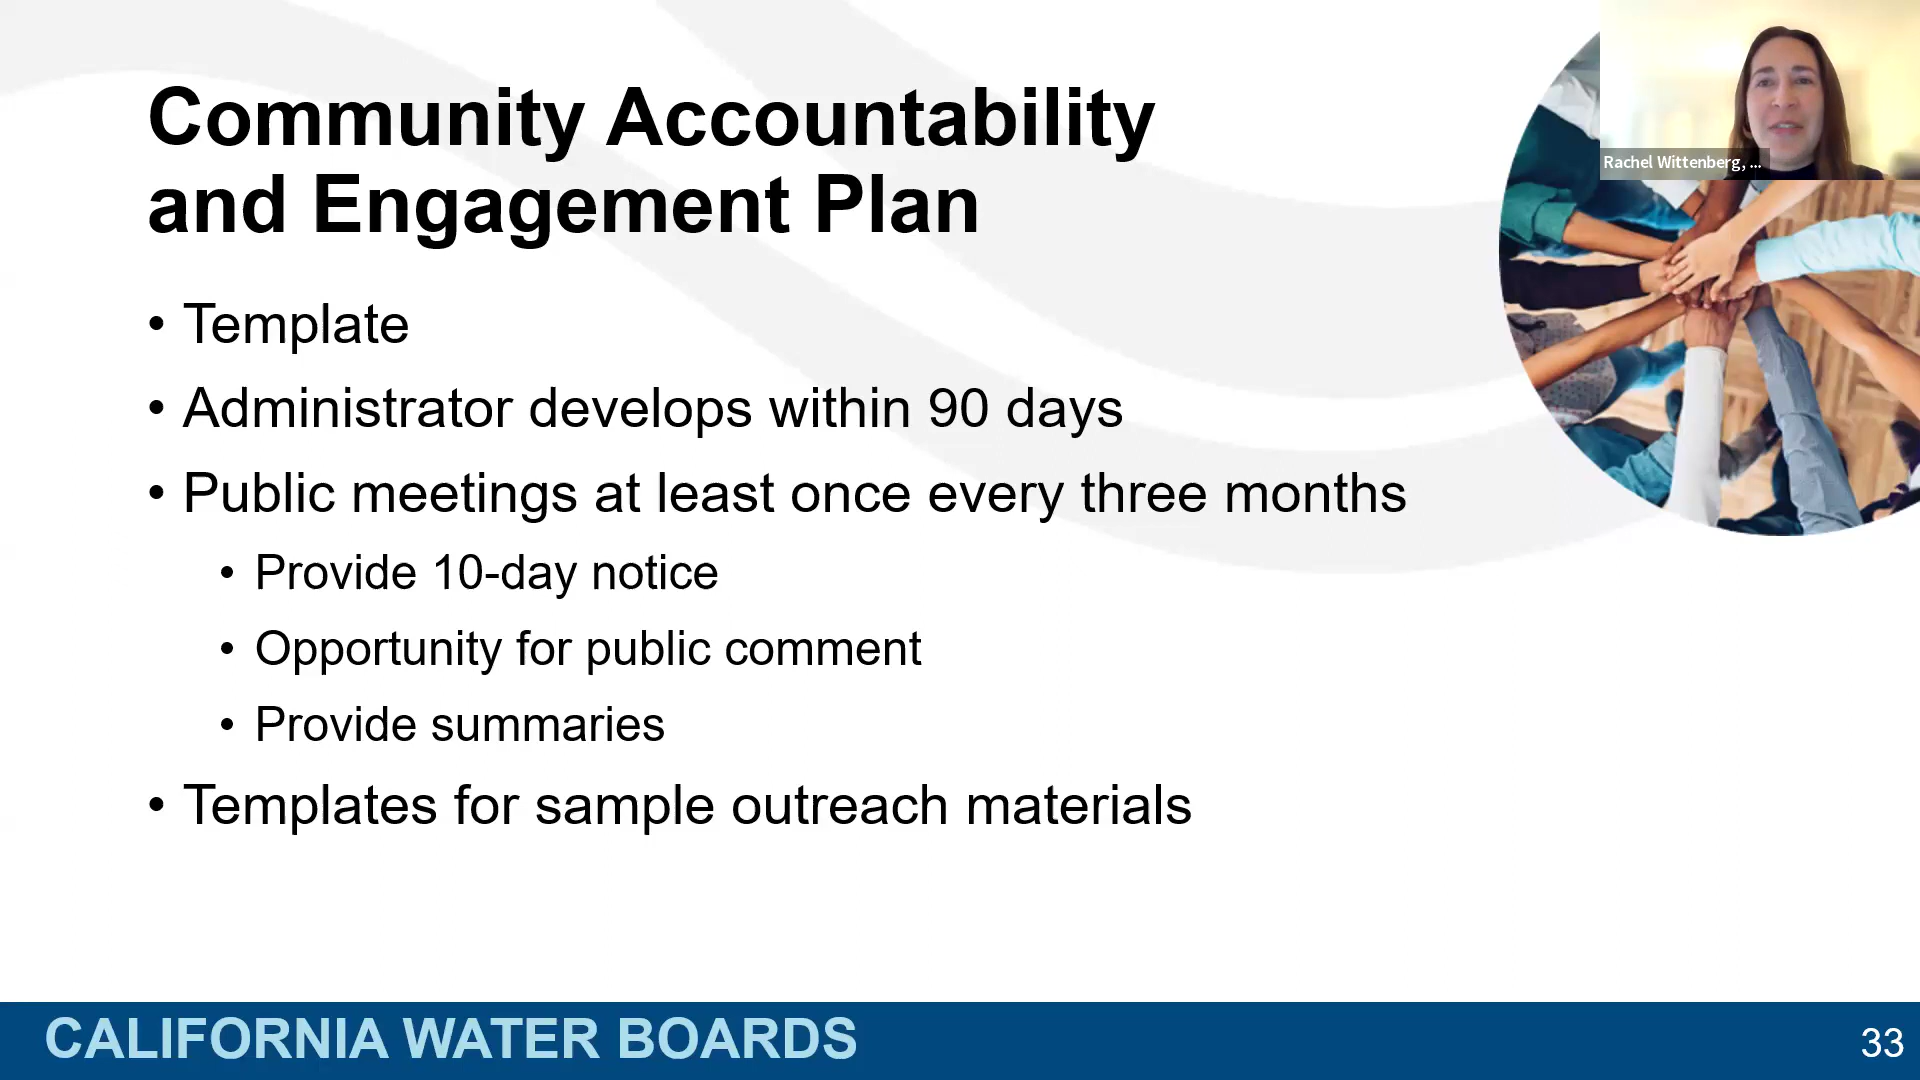 Community Accountability
and Engagement Plan
Rachel Wittenberg, ...
• Template
• Administrator develops within 90 days
• Public meetings at least once every three months
• Provide 10-day notice
• Opportunity for public comment
• Provide summaries
• Templates for sample outreach materials
CALIFORNIA WATER BOARDS
33